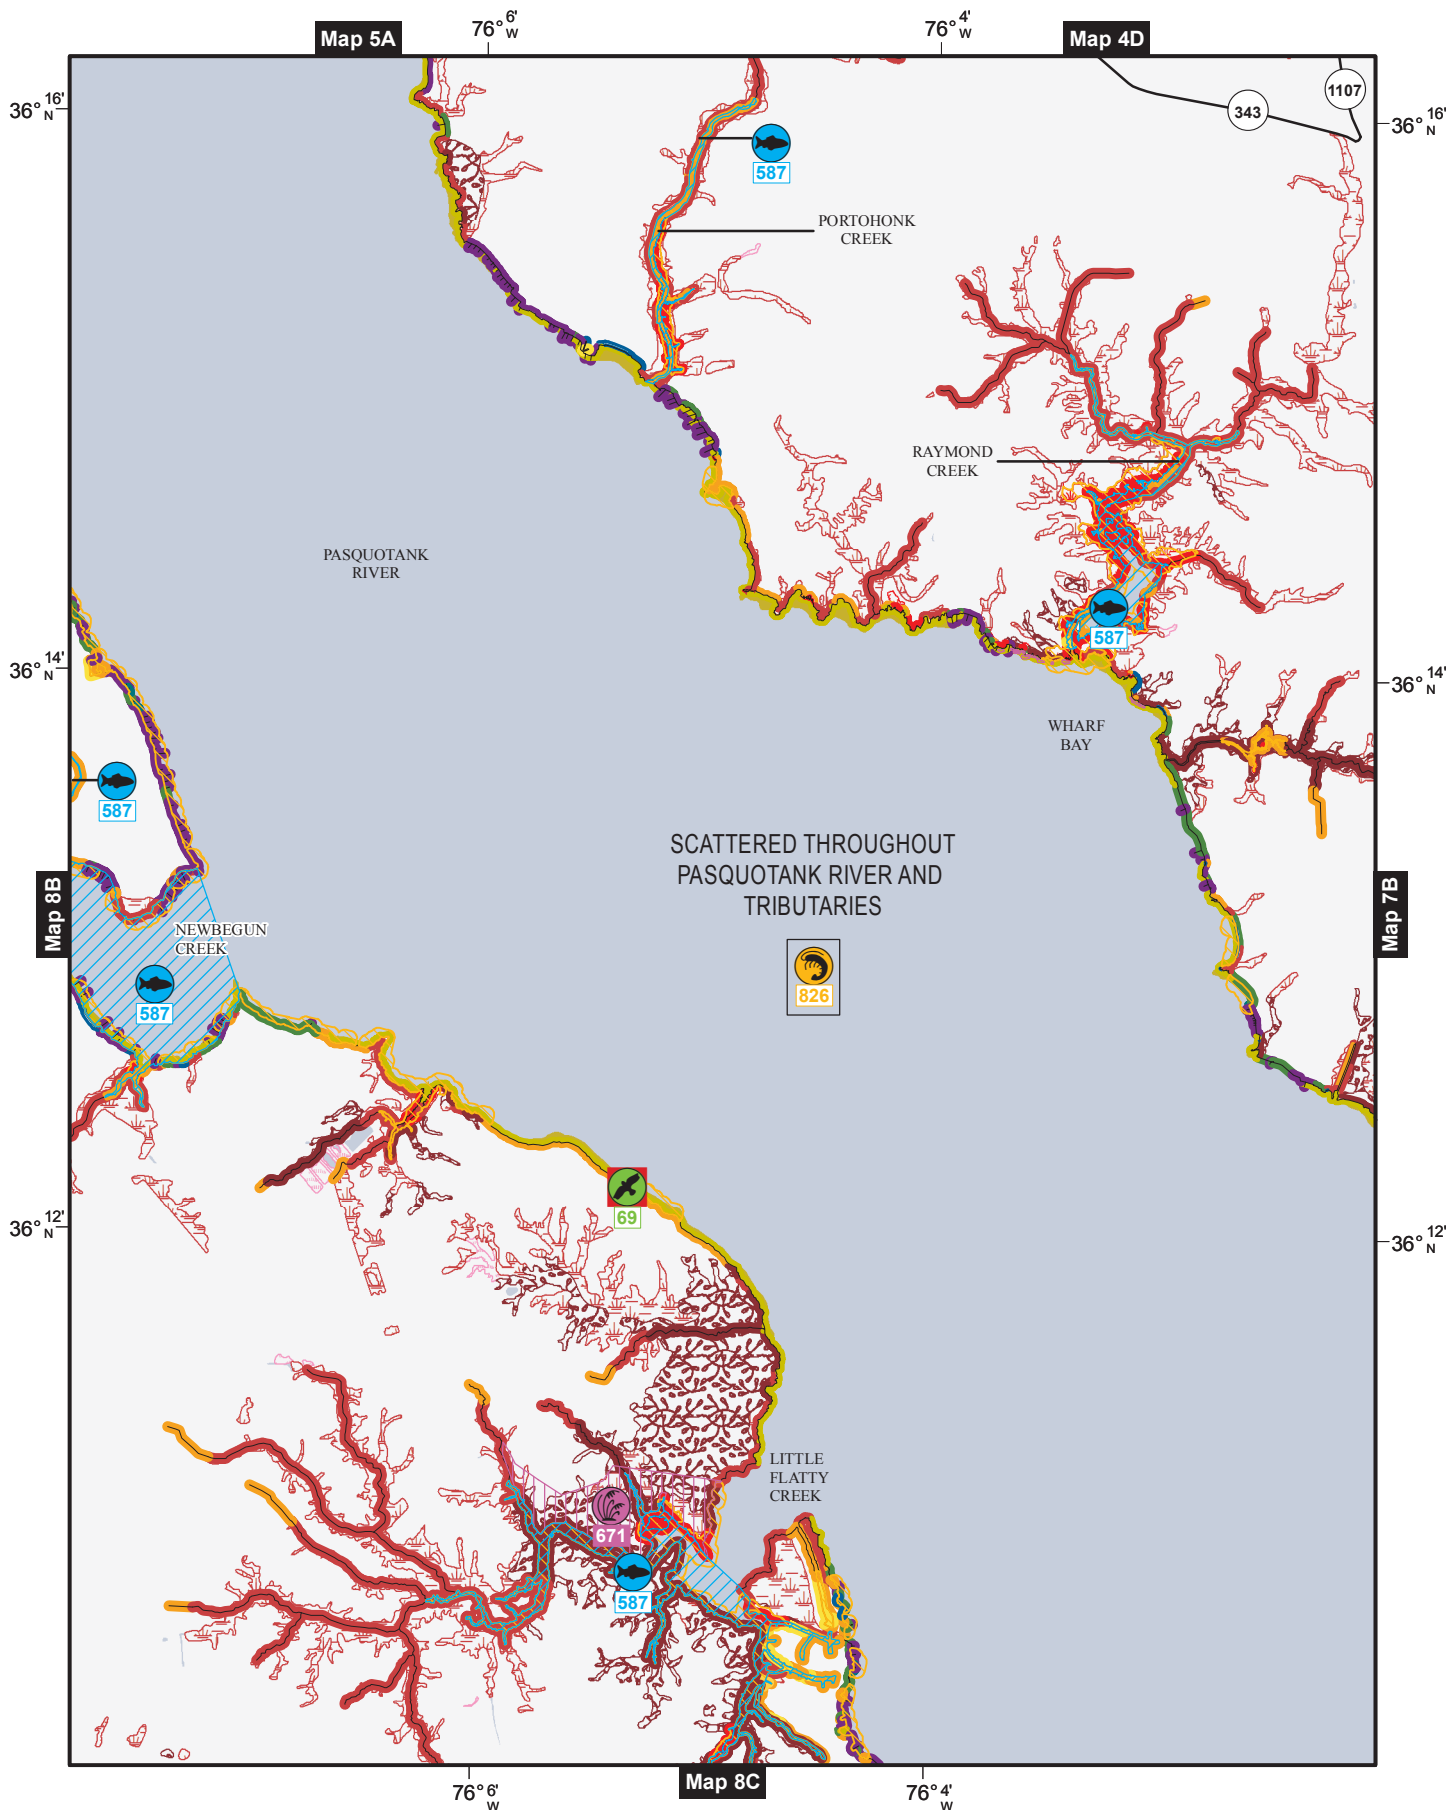 76° 6' W
76° 4' W
Map 5A
Map 4D
36° 16' N
36° 16' N
1107
343
587
PORTOHONK
CREEK
RAYMOND
CREEK
PASQUOTANK
RIVER
587
36° 14' N
36° 14' N
WHARF
BAY
587
SCATTERED THROUGHOUT
PASQUOTANK RIVER AND
TRIBUTARIES
826
Map 8B
Map 7B
NEWBEGUN
CREEK
587
69
36° 12' N
36° 12' N
LITTLE
FLATTY
CREEK
671
587
Map 8C
76° 6' W
76° 4' W